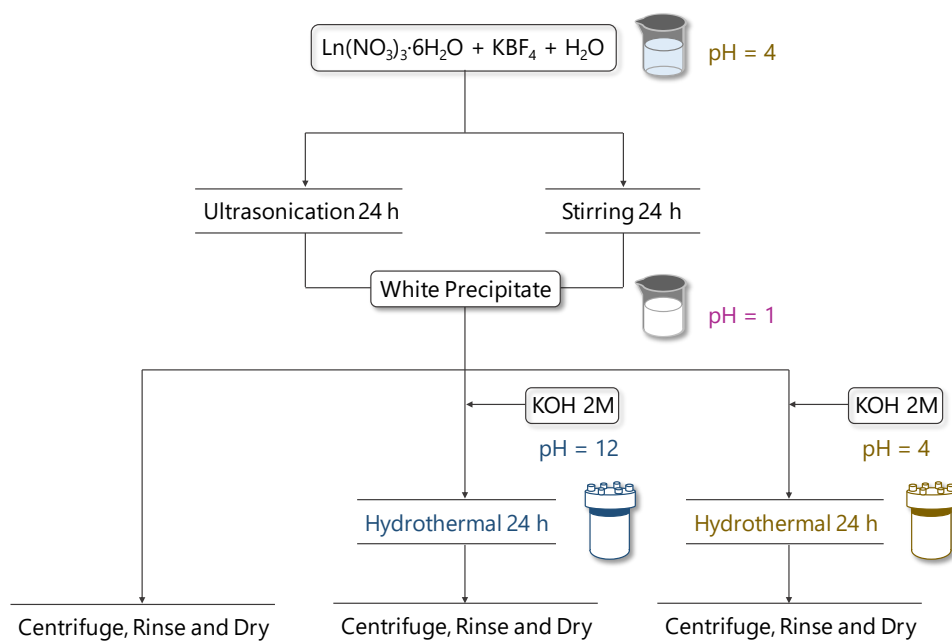 Ln(NO₃)₃·6H₂O + KBF₄ + H₂O
pH = 4
Ultrasonication 24 h
Stirring 24 h
White Precipitate
pH = 1
KOH 2M
KOH 2M
pH = 12
pH = 4
Hydrothermal 24 h
Hydrothermal 24 h
Centrifuge, Rinse and Dry
Centrifuge, Rinse and Dry
Centrifuge, Rinse and Dry